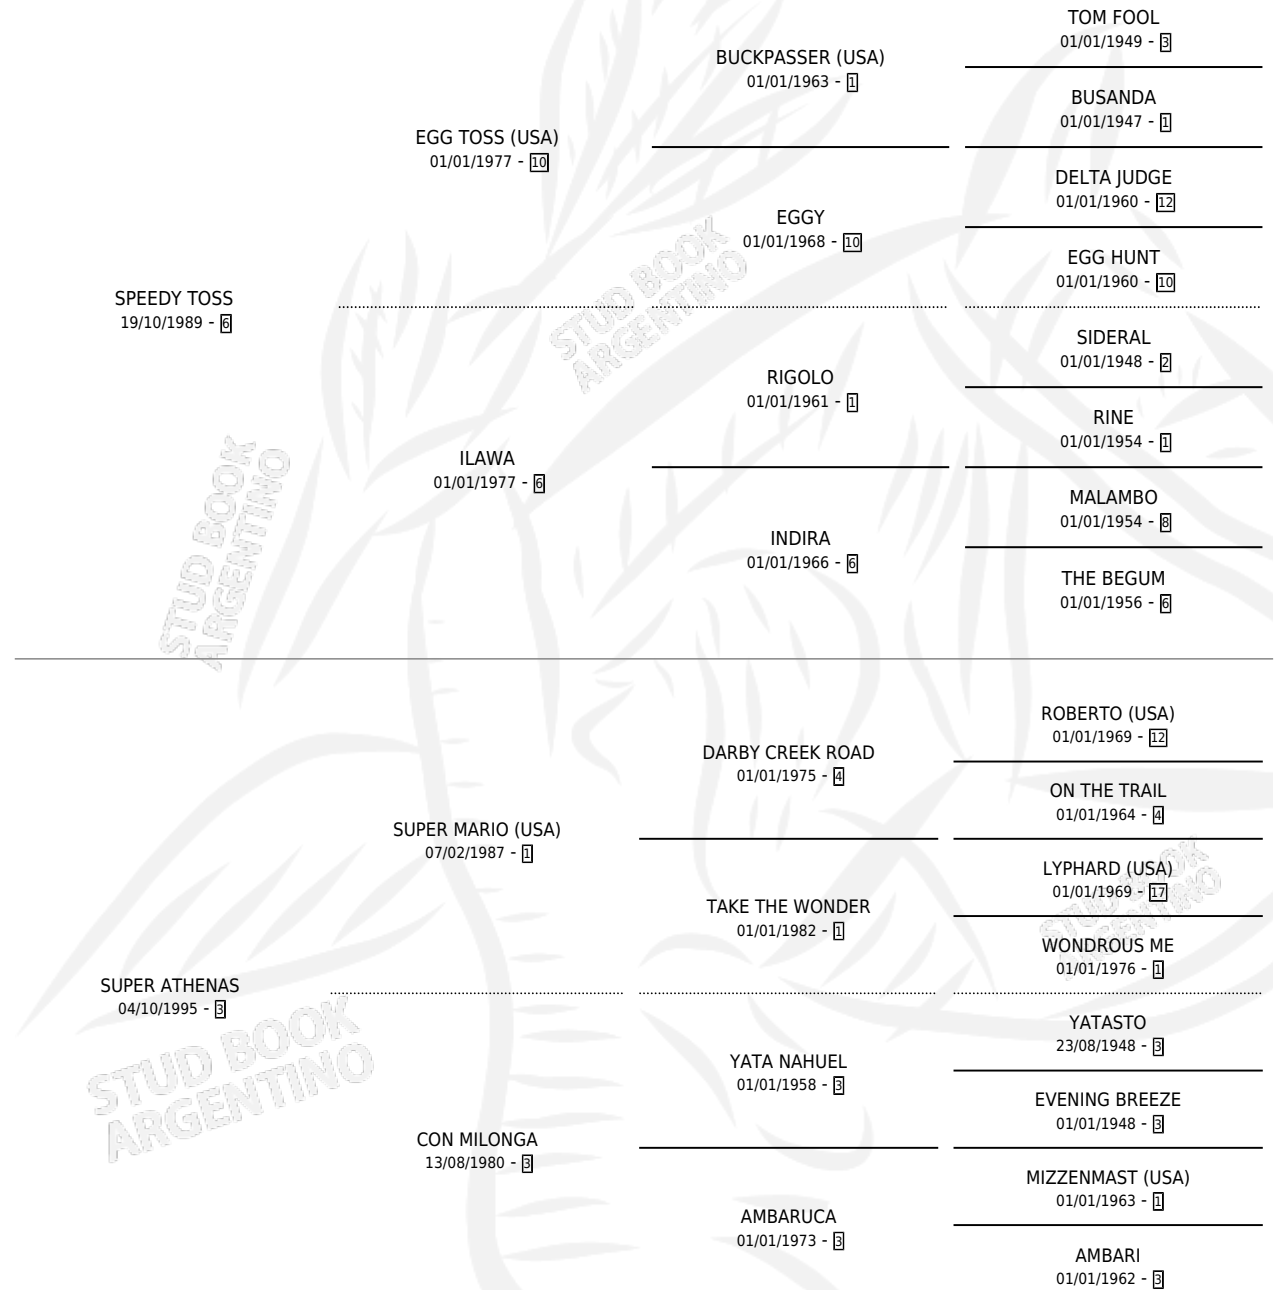 TOM FOOL
01/01/1949 - 3
BUCKPASSER (USA)
01/01/1963 - 1
BUSANDA
01/01/1947 - 1
EGG TOSS (USA)
01/01/1977 - 10
DELTA JUDGE
01/01/1960 - 12
EGGY
01/01/1968 - 10
EGG HUNT
01/01/1960 - 10
SPEEDY TOSS
19/10/1989 - 6
STUD BOOK
ARGENTINO
SIDERAL
01/01/1948 - 2
RIGOLO
01/01/1961 - 1
RINE
01/01/1954 - 1
ILAWA
01/01/1977 - 6
STUD BOOK
ARGENTINO
MALAMBO
01/01/1954 - 8
INDIRA
01/01/1966 - 6
THE BEGUM
01/01/1956 - 6
ROBERTO (USA)
01/01/1969 - 12
DARBY CREEK ROAD
01/01/1975 - 4
ON THE TRAIL
01/01/1964 - 4
SUPER MARIO (USA)
07/02/1987 - 1
LYPHARD (USA)
01/01/1969 - 17
STUD BOOK
ARGENTINO
TAKE THE WONDER
01/01/1982 - 1
WONDROUS ME
01/01/1976 - 1
SUPER ATHENAS
04/10/1995 - 3
STUD BOOK
ARGENTINO
YATASTO
23/08/1948 - 3
YATA NAHUEL
01/01/1958 - 3
EVENING BREEZE
01/01/1948 - 3
CON MILONGA
13/08/1980 - 3
MIZZENMAST (USA)
01/01/1963 - 1
AMBARUCA
01/01/1973 - 3
AMBARI
01/01/1962 - 3